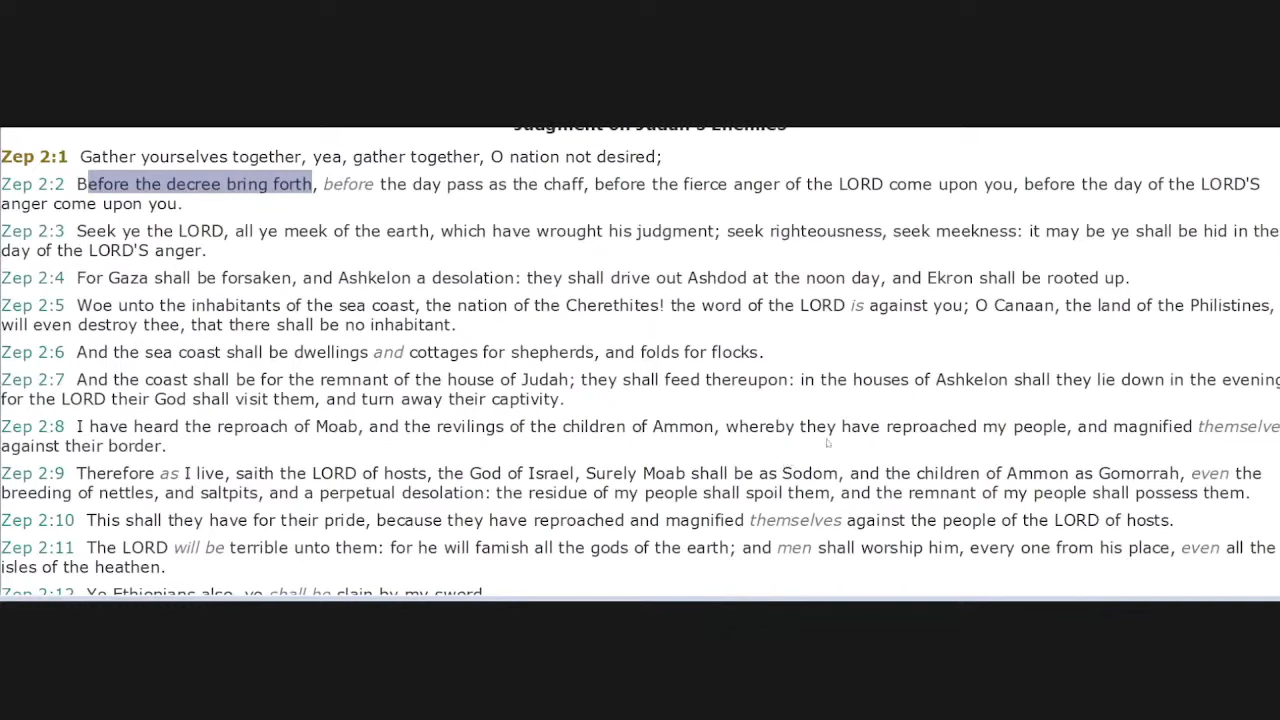 Judgment on Judah's Enemies
Zep 2:1 Gather yourselves together, yea, gather together, O nation not desired;
Zep 2:2 Before the decree bring forth, before the day pass as the chaff, before the fierce anger of the LORD come upon you, before the day of the LORD'S
anger come upon you.
Zep 2:3 Seek ye the LORD, all ye meek of the earth, which have wrought his judgment; seek righteousness, seek meekness: it may be ye shall be hid in the
day of the LORD'S anger.
Zep 2:4 For Gaza shall be forsaken, and Ashkelon a desolation: they shall drive out Ashdod at the noon day, and Ekron shall be rooted up.
Zep 2:5 Woe unto the inhabitants of the sea coast, the nation of the Cherethites! the word of the LORD is against you; O Canaan, the land of the Philistines,
will even destroy thee, that there shall be no inhabitant.
Zep 2:6 And the sea coast shall be dwellings and cottages for shepherds, and folds for flocks.
Zep 2:7 And the coast shall be for the remnant of the house of Judah; they shall feed thereupon: in the houses of Ashkelon shall they lie down in the evening
for the LORD their God shall visit them, and turn away their captivity.
Zep 2:8 I have heard the reproach of Moab, and the revilings of the children of Ammon, whereby they have reproached my people, and magnified themselve
against their border.
Zep 2:9 Therefore as I live, saith the LORD of hosts, the God of Israel, Surely Moab shall be as Sodom, and the children of Ammon as Gomorrah, even the
breeding of nettles, and saltpits, and a perpetual desolation: the residue of my people shall spoil them, and the remnant of my people shall possess them.
Zep 2:10 This shall they have for their pride, because they have reproached and magnified themselves against the people of the LORD of hosts.
Zep 2:11 The LORD will be terrible unto them: for he will famish all the gods of the earth; and men shall worship him, every one from his place, even all the
isles of the heathen.
Zep 2:12 Ye Ethiopians also, ye shall be slain by my sword.